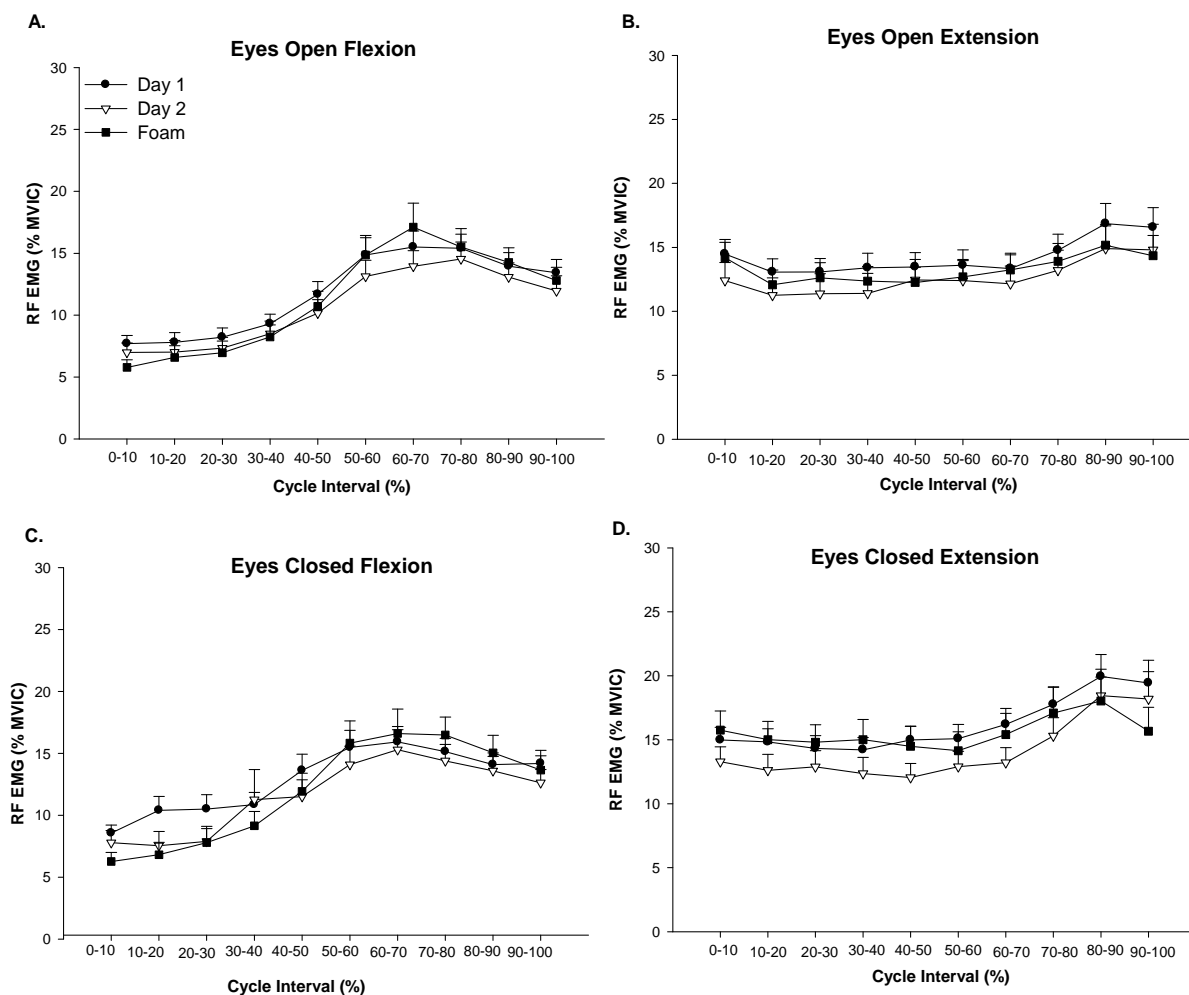 A.
Eyes Open Flexion
30
25
20
15
10
5
0
RF EMG (% MVIC)
Day 1
Day 2
Foam
0-10 10-20 20-30 30-40 40-50 50-60 60-70 70-80 80-90 90-100
Cycle Interval (%)
B.
Eyes Open Extension
30
25
20
15
10
5
0
RF EMG (% MVIC)
0-10 10-20 20-30 30-40 40-50 50-60 60-70 70-80 80-90 90-100
Cycle Interval (%)
C.
Eyes Closed Flexion
30
25
20
15
10
5
0
RF EMG (% MVIC)
0-10 10-20 20-30 30-40 40-50 50-60 60-70 70-80 80-90 90-100
Cycle Interval (%)
D.
Eyes Closed Extension
30
25
20
15
10
5
0
RF EMG (% MVIC)
0-10 10-20 20-30 30-40 40-50 50-60 60-70 70-80 80-90 90-100
Cycle Interval (%)